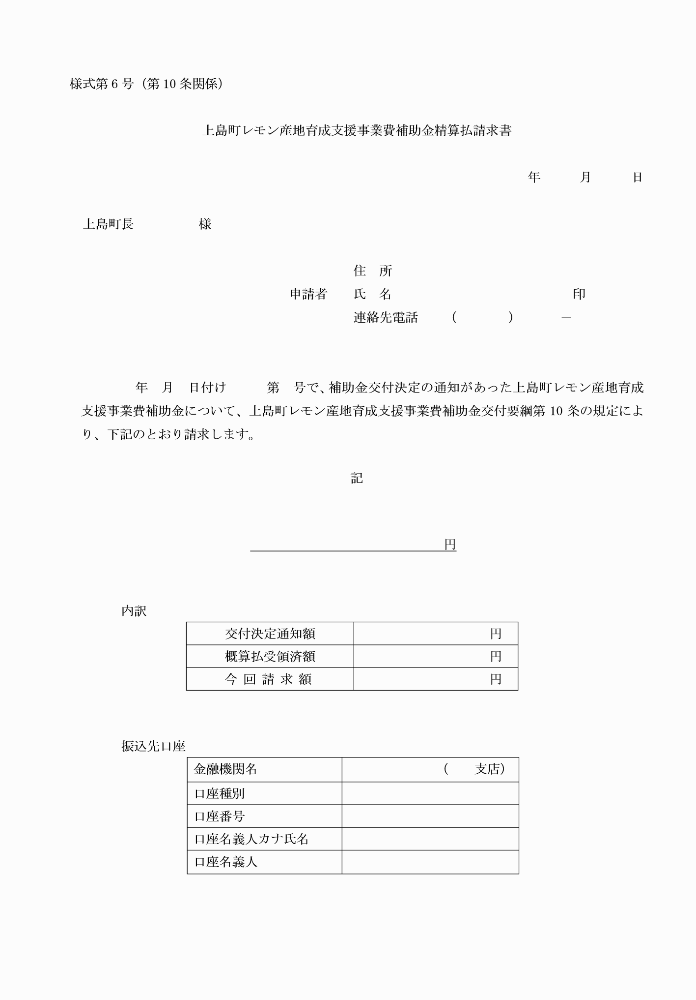 様式第 6 号（第 10 条関係）
上島町レモン産地育成支援事業費補助金精算払請求書
年　　　月　　　日
上島町長　　　　　様
住　所
申請者　　氏　名　　　　　　　　　　　　　　印
連絡先電話　　（　　　　）　　　－
年　月　日付け　　　第　号で、補助金交付決定の通知があった上島町レモン産地育成
支援事業費補助金について、上島町レモン産地育成支援事業費補助金交付要綱第 10 条の規定によ
り、下記のとおり請求します。
記
円
内訳
交付決定通知額　　　　　　円
概算払受領済額　　　　　　円
今 回 請 求 額　　　　　　円
振込先口座
金融機関名　　　　　　（　　支店）
口座種別
口座番号
口座名義人カナ氏名
口座名義人